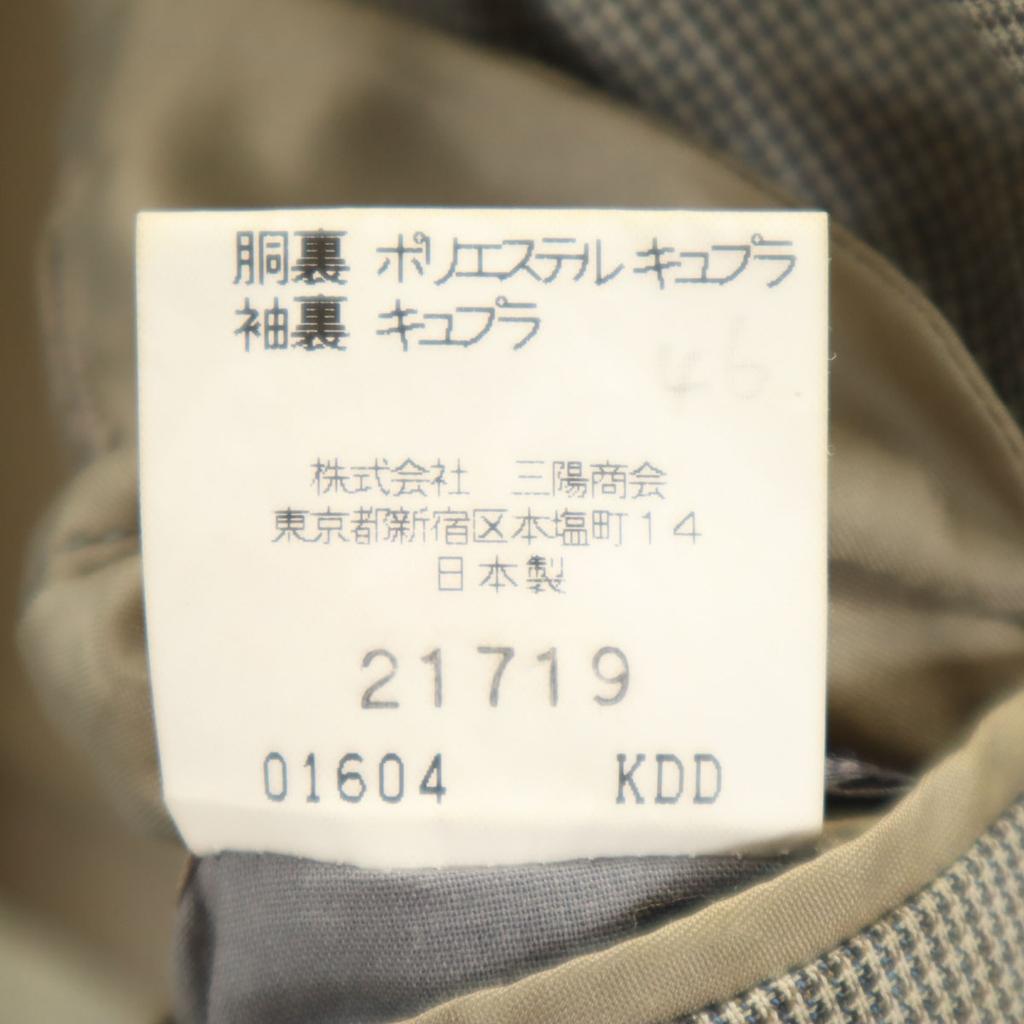 胴裏 ポリエステル キュプラ
袖裏 キュプラ
46
株式会社 三陽商会
東京都新宿区本塩町14
日本製
21719
01604 KDD